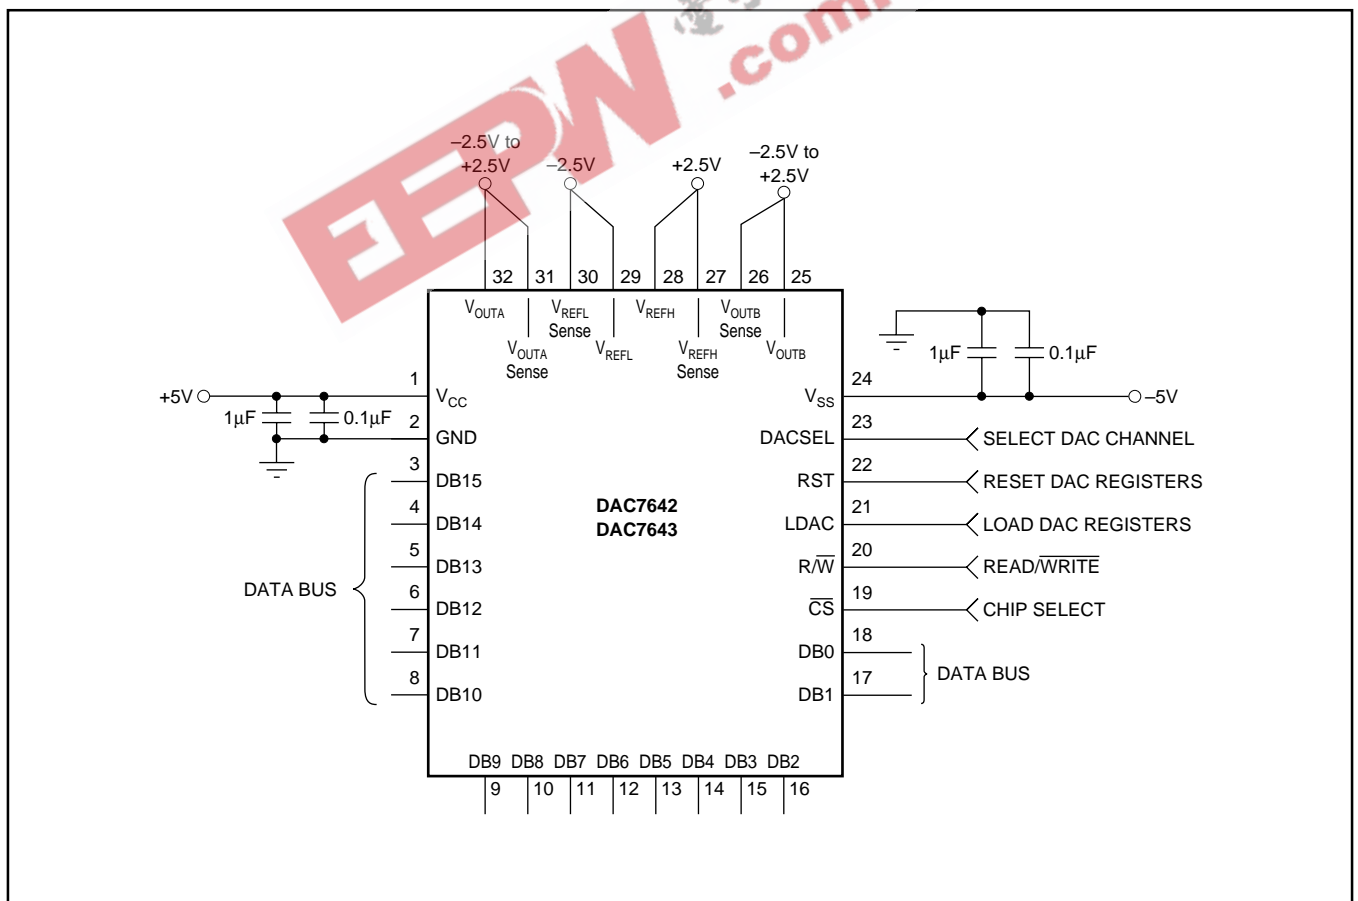 EEPW
.com
–2.5V to
+2.5V
–2.5V
+2.5V
–2.5V to
+2.5V
32 31 30 29 28 27 26 25
VOUTA
VOUTA
Sense
VREFL
Sense
VREFL
VREFH
VREFH
Sense
VOUTB
Sense
VOUTB
+5V
1µF
0.1µF
1
VCC
2
GND
3
DB15
4
DB14
5
DB13
6
DB12
7
DB11
8
DB10
DATA BUS
DAC7642
DAC7643
1µF
0.1µF
24
VSS
–5V
23
DACSEL
SELECT DAC CHANNEL
22
RST
RESET DAC REGISTERS
21
LDAC
LOAD DAC REGISTERS
20
R/W̅
READ/W̅R̅I̅T̅E̅
19
C̅S̅
CHIP SELECT
18
DB0
17
DB1
DATA BUS
DB9 DB8 DB7 DB6 DB5 DB4 DB3 DB2
9 10 11 12 13 14 15 16